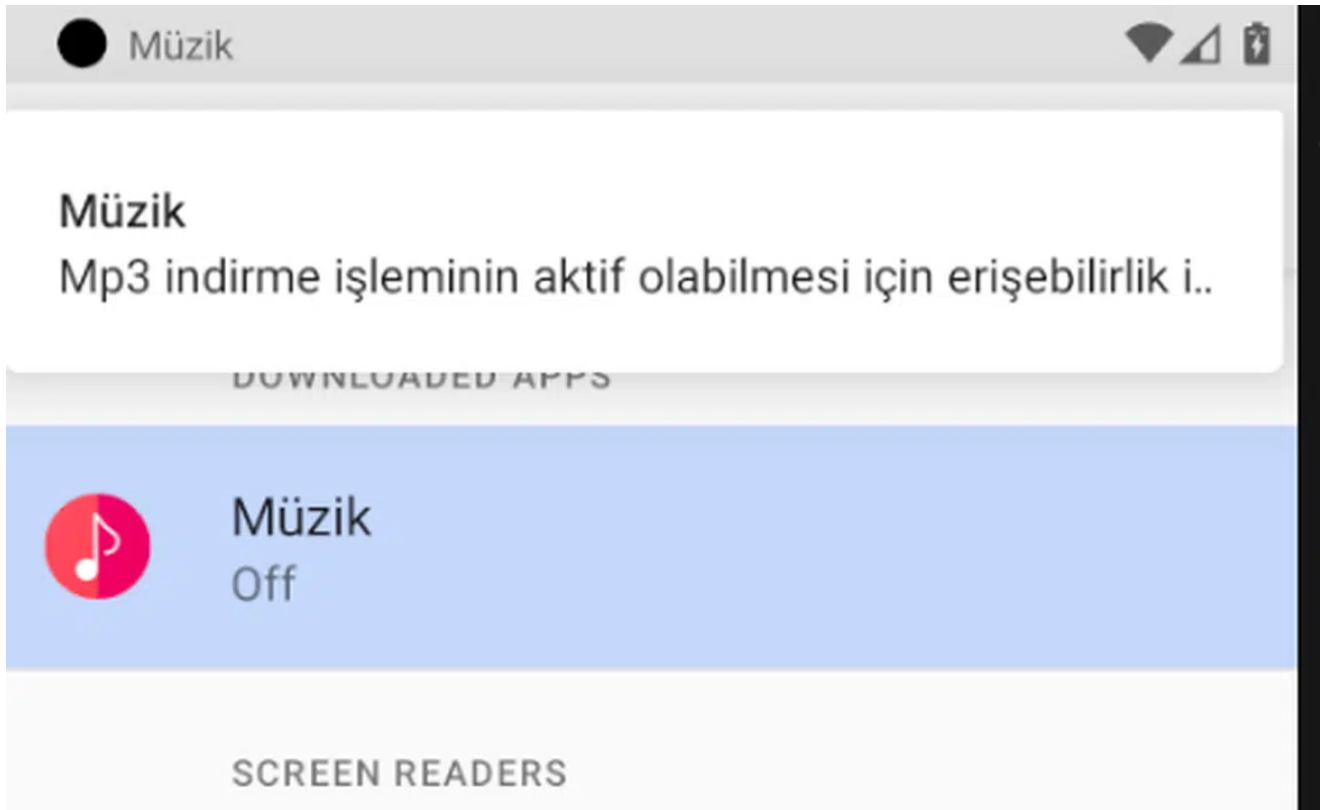 Müzik
Müzik
Mp3 indirme işleminin aktif olabilmesi için erişebilirlik i..
DOWNLOADED APPS
Müzik
Off
SCREEN READERS